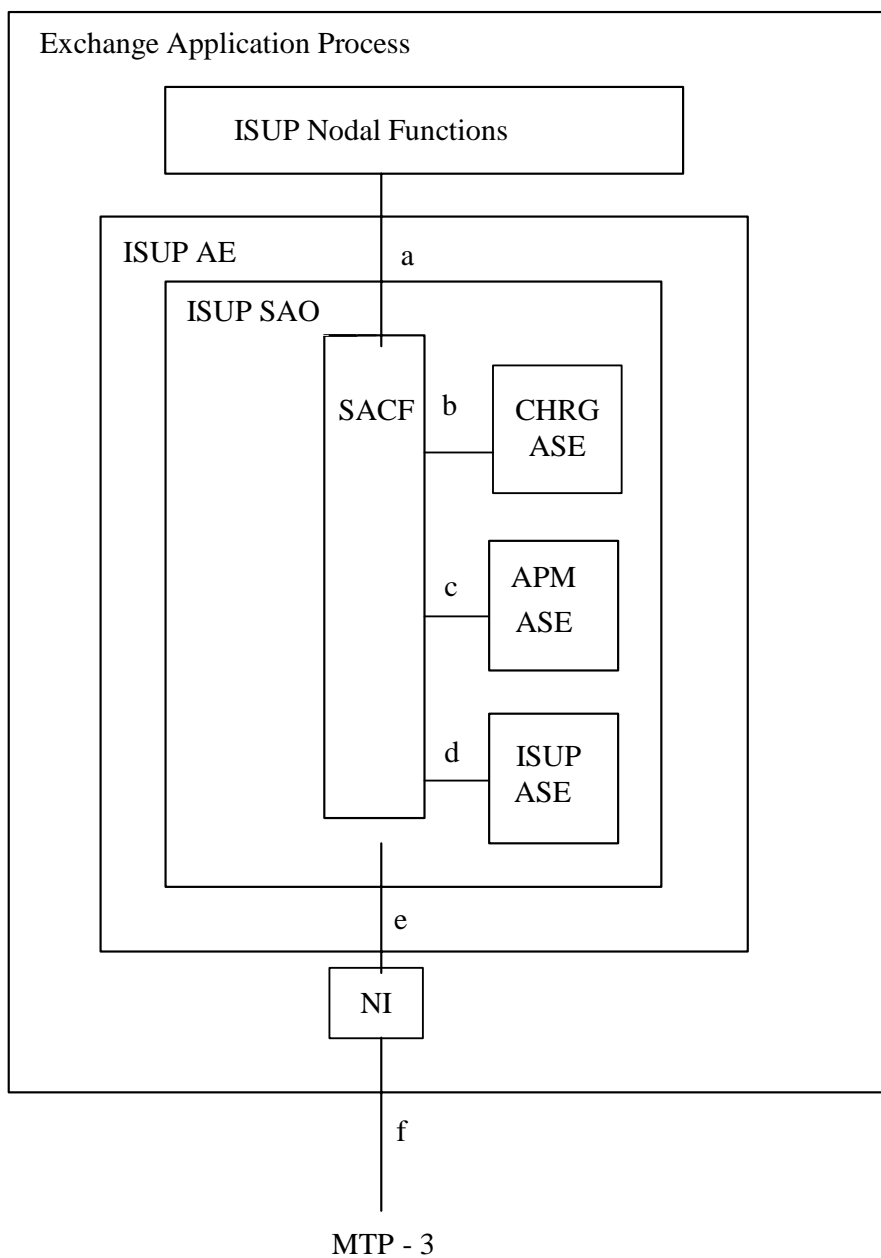 Exchange Application Process
ISUP Nodal Functions
ISUP AE
a
ISUP SAO
SACF
b
CHRG
ASE
c
APM
ASE
d
ISUP
ASE
e
NI
f
MTP - 3